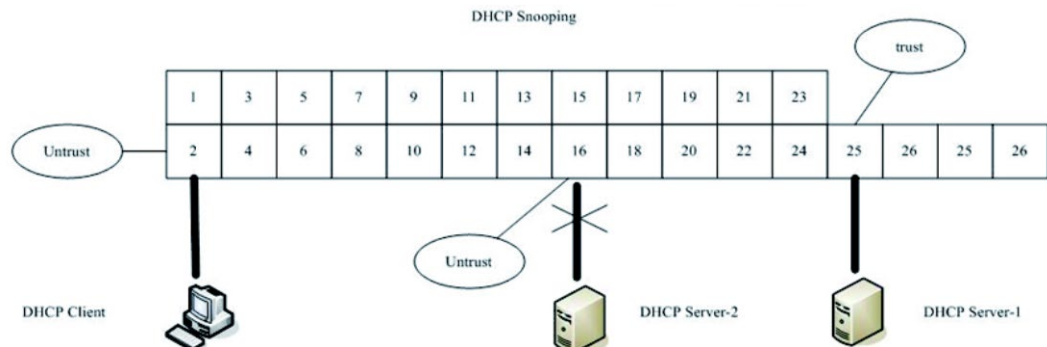 DHCP Snooping
trust
1 3 5 7 9 11 13 15 17 19 21 23
Untrust
2 4 6 8 10 12 14 16 18 20 22 24 25 26 25 26
Untrust
DHCP Client
DHCP Server-2
DHCP Server-1